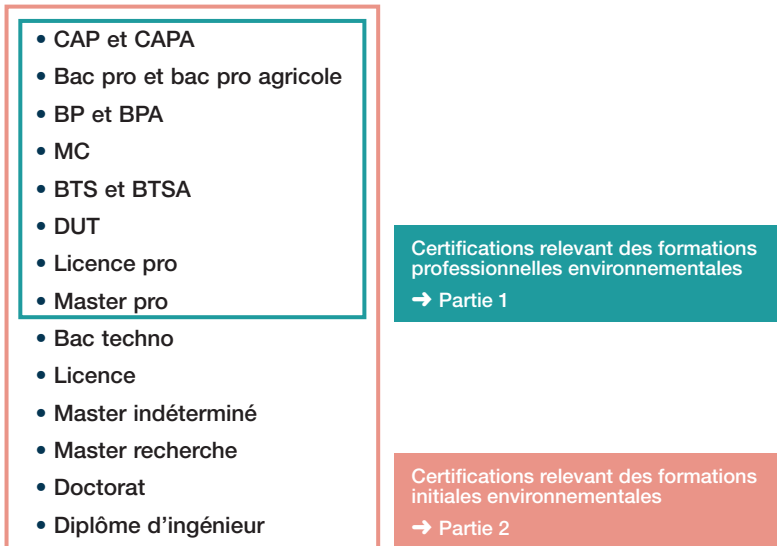 • CAP et CAPA
• Bac pro et bac pro agricole
• BP et BPA
• MC
• BTS et BTSA
• DUT
• Licence pro
• Master pro
• Bac techno
• Licence
• Master indéterminé
• Master recherche
• Doctorat
• Diplôme d'ingénieur
Certifications relevant des formations
professionnelles environnementales
➜ Partie 1
Certifications relevant des formations
initiales environnementales
➜ Partie 2